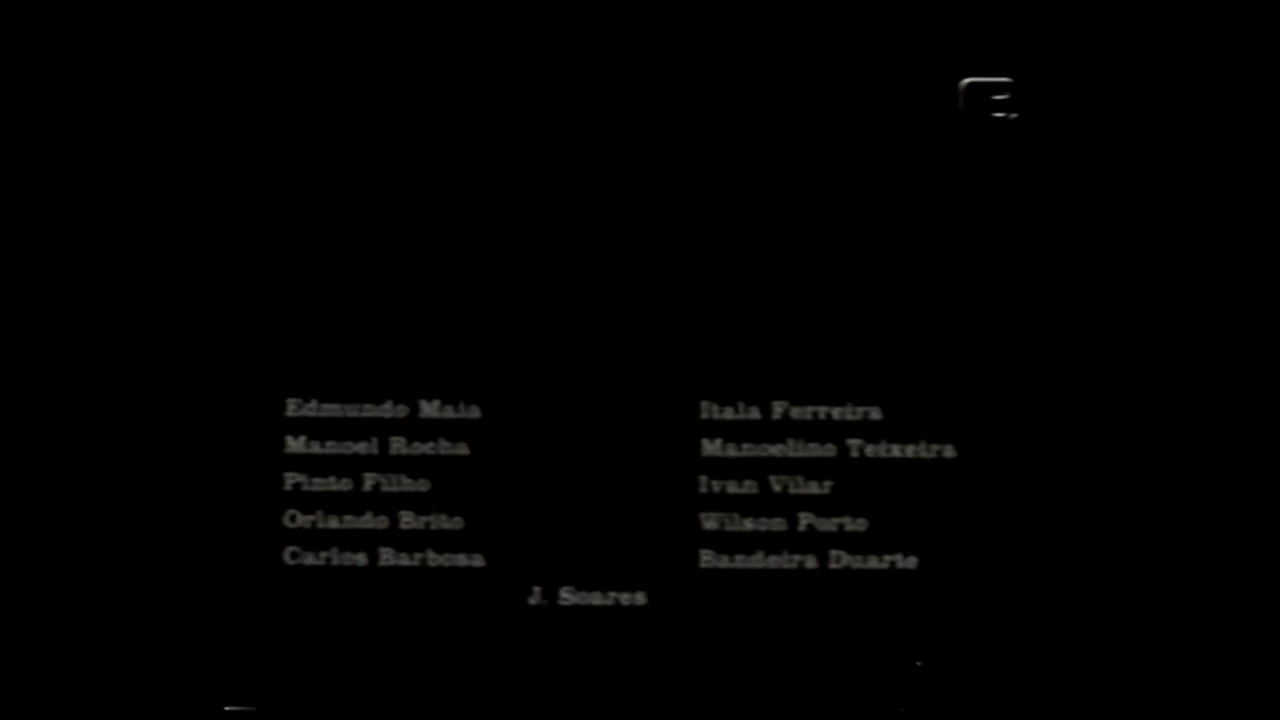 Edmundo Maia Itala Ferreira
Manoel Rocha Manoelino Teixeira
Pinto Filho Ivan Vilar
Orlando Brito Wilson Porto
Carlos Barbosa Bandeira Duarte
J. Soares